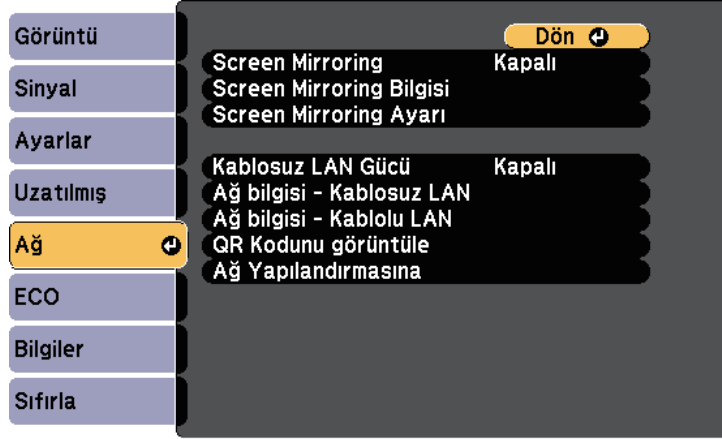 Görüntü
Sinyal
Ayarlar
Uzatılmış
Ağ
ECO
Bilgiler
Sıfırla
Dön
Screen Mirroring Kapalı
Screen Mirroring Bilgisi
Screen Mirroring Ayarı
Kablosuz LAN Gücü Kapalı
Ağ bilgisi - Kablosuz LAN
Ağ bilgisi - Kablolu LAN
QR Kodunu görüntüle
Ağ Yapılandırmasına